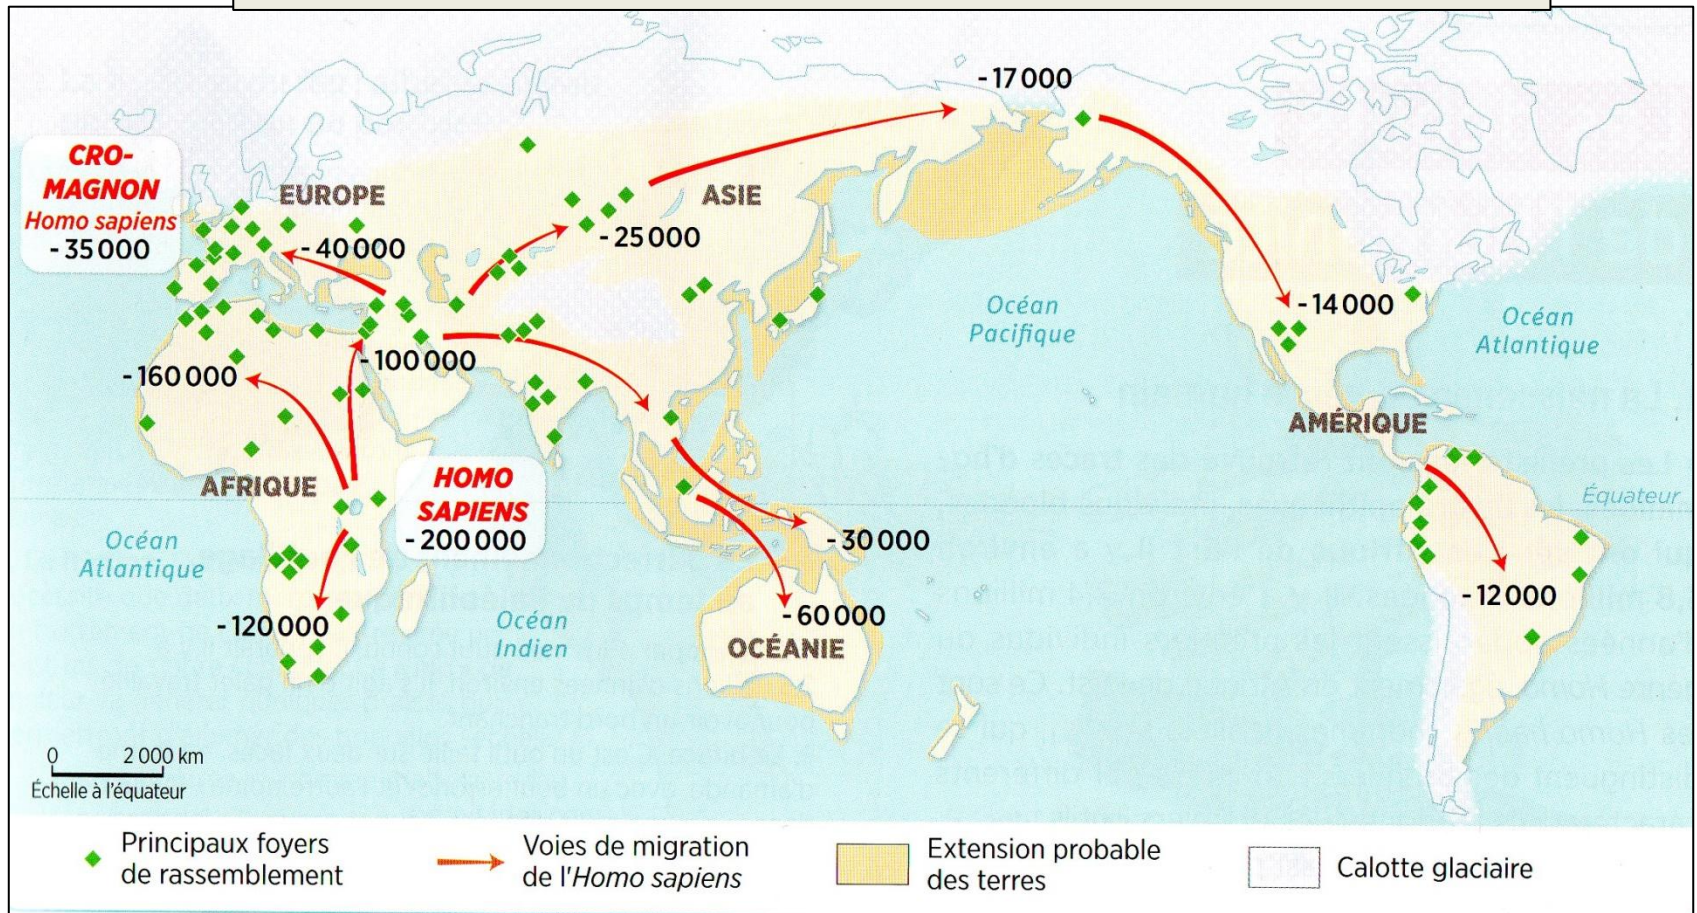 - 17 000
CRO-
MAGNON
Homo sapiens
- 35 000
EUROPE
- 40 000
ASIE
- 25 000
Océan
Pacifique
- 14 000
Océan
Atlantique
- 100 000
- 160 000
AMÉRIQUE
AFRIQUE
HOMO
SAPIENS
- 200 000
Équateur
Océan
Atlantique
- 30 000
- 120 000
Océan
Indien
- 60 000
OCÉANIE
- 12 000
0 2 000 km
Échelle à l'équateur
Principaux foyers
de rassemblement
Voies de migration
de l'Homo sapiens
Extension probable
des terres
Calotte glaciaire